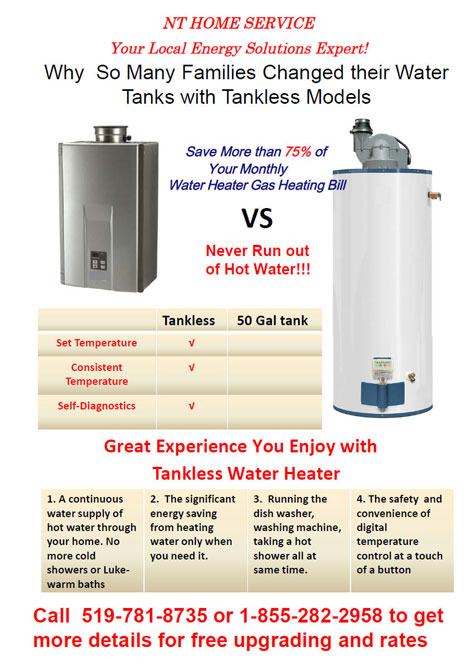 NT HOME SERVICE
Your Local Energy Solutions Expert!
Why So Many Families Changed their Water
Tanks with Tankless Models
Save More than 75% of
Your Monthly
Water Heater Gas Heating Bill
VS
Never Run out
of Hot Water!!!
Tankless 50 Gal tank
Set Temperature √
Consistent
Temperature √
Self-Diagnostics √
Great Experience You Enjoy with
Tankless Water Heater
1. A continuous
water supply of
hot water through
your home. No
more cold
showers or Luke-
warm baths
2. The significant
energy saving
from heating
water only when
you need it.
3. Running the
dish washer,
washing machine,
taking a hot
shower all at
same time.
4. The safety and
convenience of
digital
temperature
control at a touch
of a button
Call 519-781-8735 or 1-855-282-2958 to get
more details for free upgrading and rates